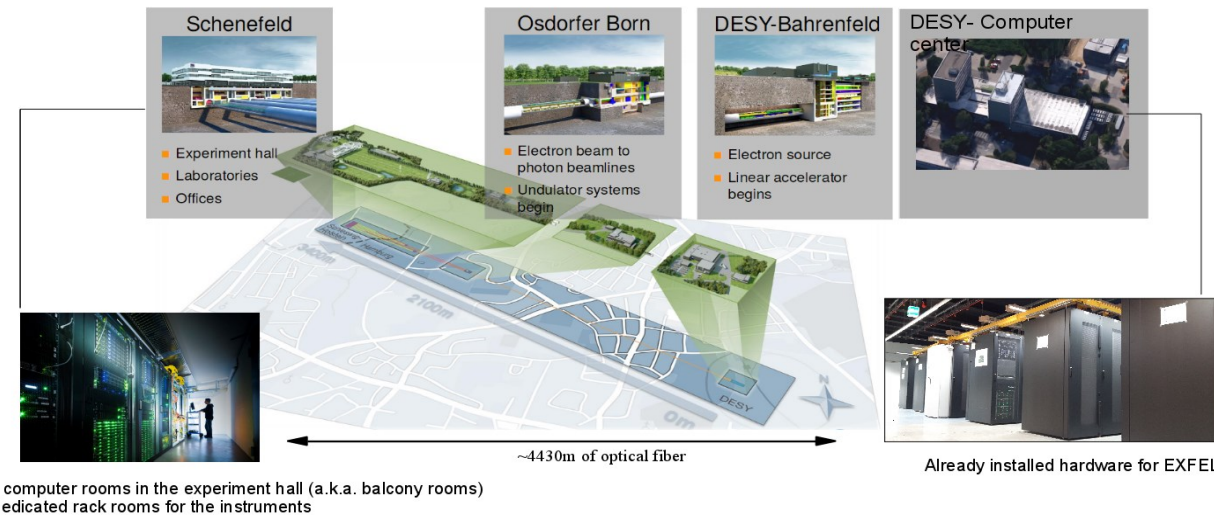 Schenefeld
Experiment hall
Laboratories
Offices
Osdorfer Born
Electron beam to
photon beamlines
Undulator systems
begin
DESY-Bahrenfeld
Electron source
Linear accelerator
begins
DESY- Computer
center
Hamburg
3400m
2100m
0m
DESY
N
~4430m of optical fiber
computer rooms in the experiment hall (a.k.a. balcony rooms)
edicated rack rooms for the instruments
Already installed hardware for EXFEL